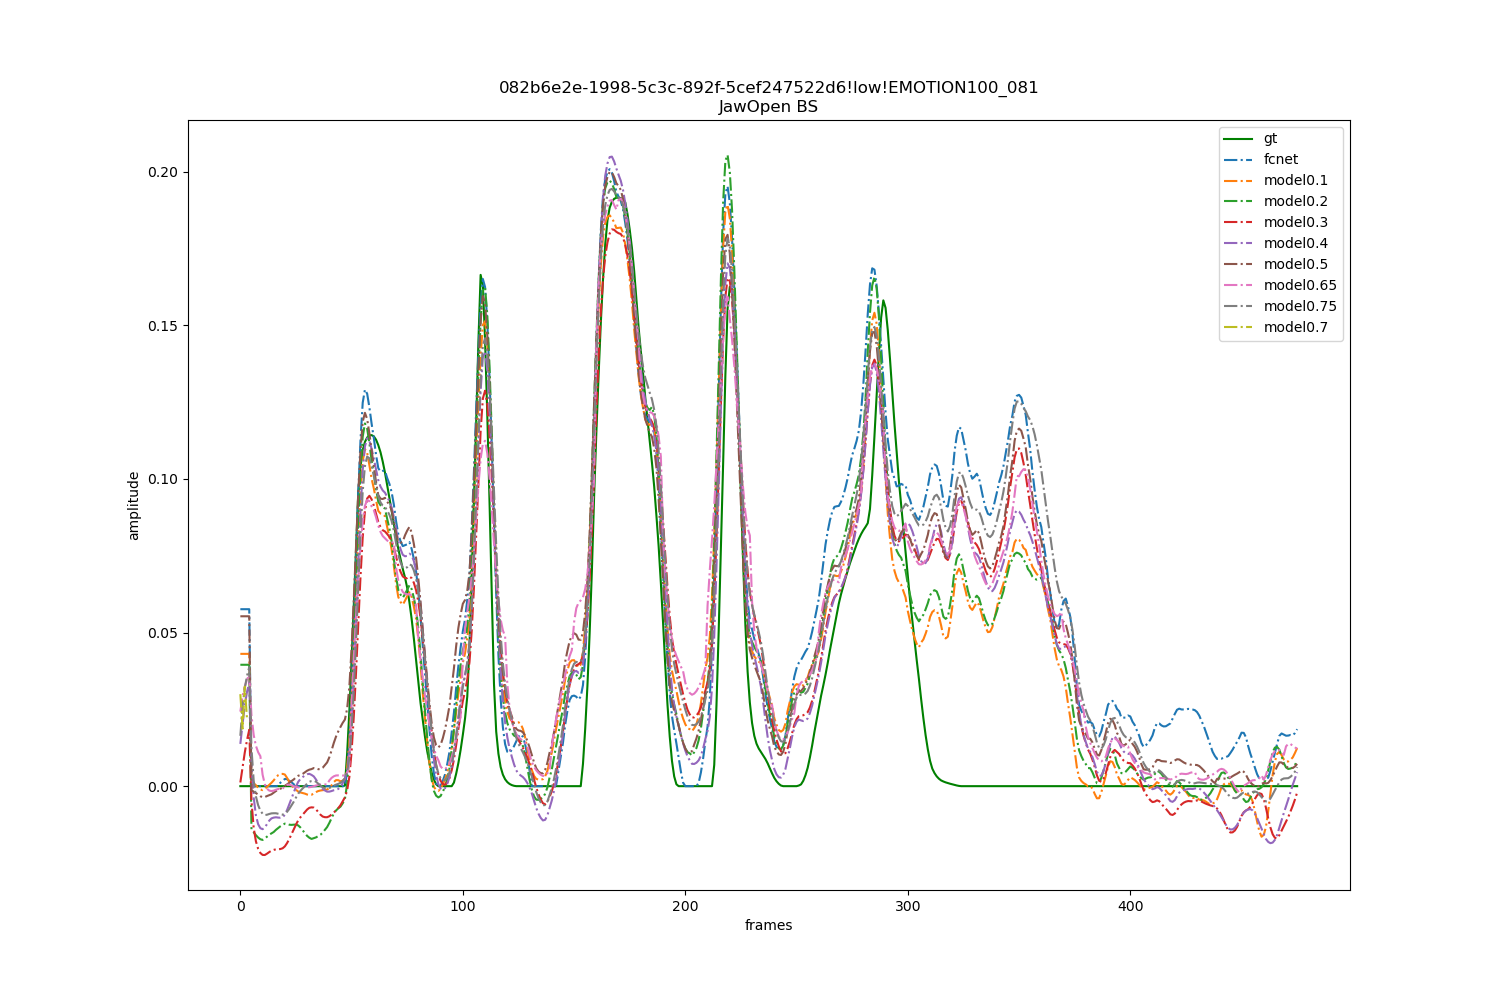 082b6e2e-1998-5c3c-892f-5cef247522d6!low!EMOTION100_081
JawOpen BS
gt
fcnet
model0.1
model0.2
model0.3
model0.4
model0.5
model0.65
model0.75
model0.7
0.20
0.15
0.10
0.05
0.00
amplitude
0
100
200
300
400
frames